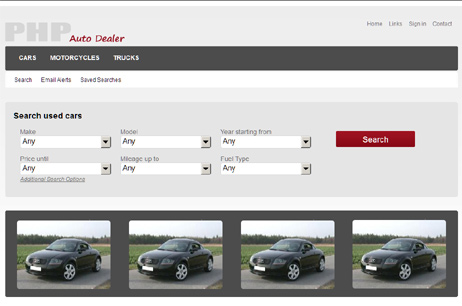 PHP Auto Dealer
Home Links Sign in Contact
CARS MOTORCYCLES TRUCKS
Search Email Alerts Saved Searches
Search used cars
Make Model Year starting from
Any Any Any
Search
Price until Mileage up to Fuel Type
Any Any Any
Additional Search Options